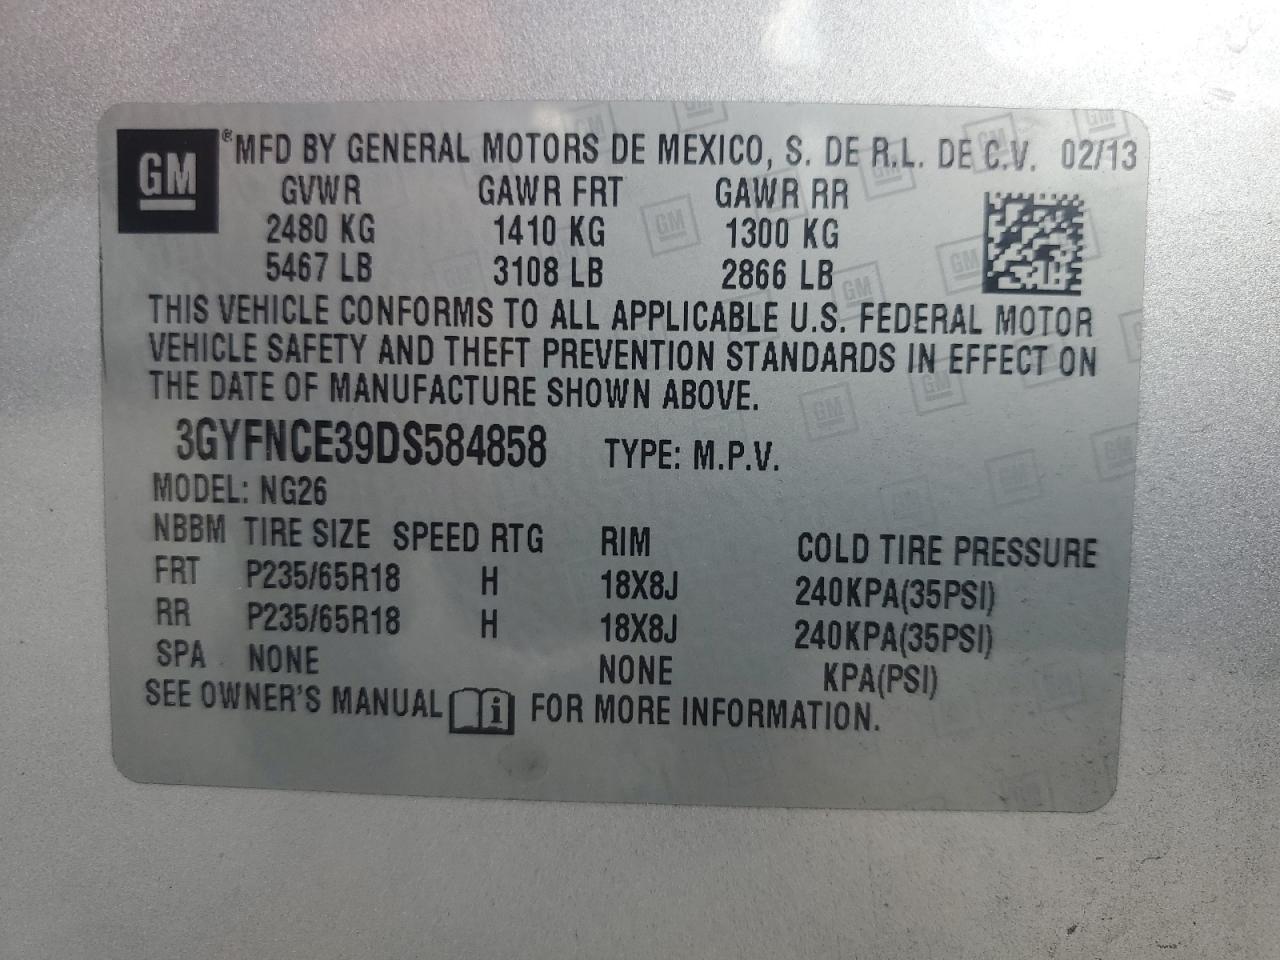 GM ® MFD BY GENERAL MOTORS DE MEXICO, S. DE R.L. DE C.V. 02/13
GVWR GAWR FRT GAWR RR
2480 KG 1410 KG 1300 KG
5467 LB 3108 LB 2866 LB
THIS VEHICLE CONFORMS TO ALL APPLICABLE U.S. FEDERAL MOTOR
VEHICLE SAFETY AND THEFT PREVENTION STANDARDS IN EFFECT ON
THE DATE OF MANUFACTURE SHOWN ABOVE.
3GYFNCE39DS584858 TYPE: M.P.V.
MODEL: NG26
NBBM TIRE SIZE SPEED RTG RIM COLD TIRE PRESSURE
FRT P235/65R18 H 18X8J 240KPA(35PSI)
RR P235/65R18 H 18X8J 240KPA(35PSI)
SPA NONE NONE KPA(PSI)
SEE OWNER'S MANUAL i FOR MORE INFORMATION.